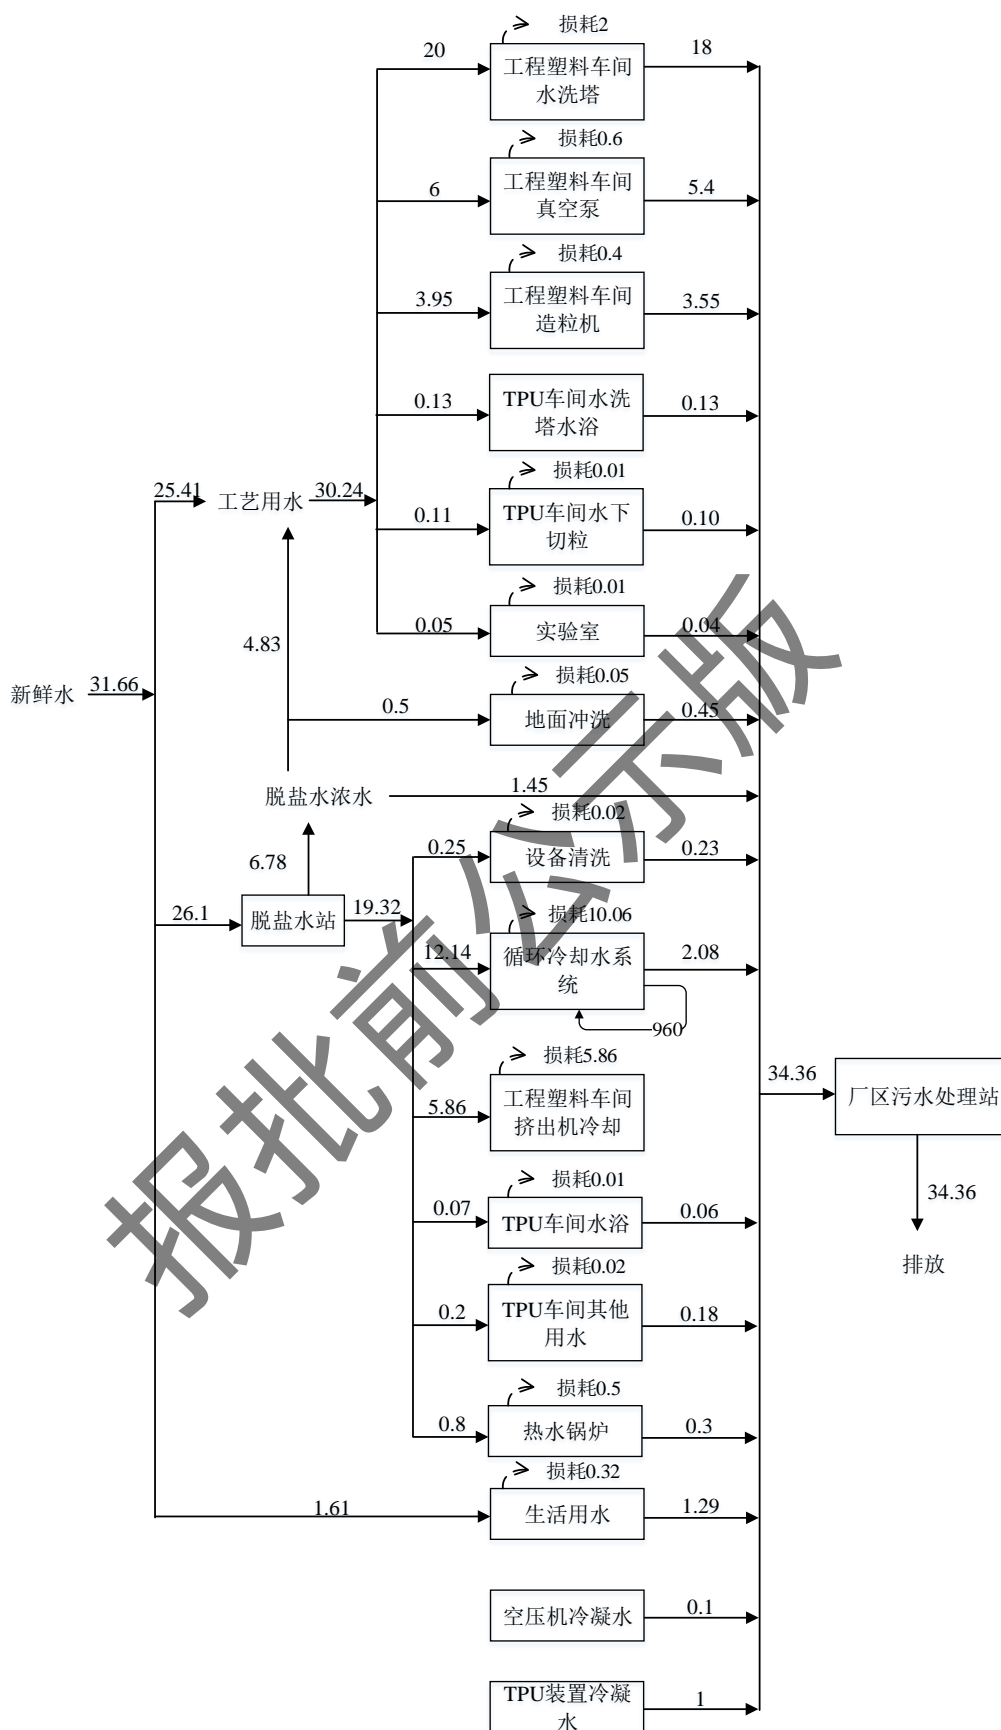 损耗2
20
18
工程塑料车间
水洗塔
损耗0.6
6
工程塑料车间
真空泵
5.4
损耗0.4
3.95
工程塑料车间
造粒机
3.55
0.13
TPU车间水洗
塔水浴
0.13
损耗0.01
25.41
工艺用水
30.24
0.11
TPU车间水下
切粒
0.10
损耗0.01
0.05
实验室
0.04
4.83
损耗0.05
新鲜水
31.66
0.5
地面冲洗
0.45
脱盐水浓水
1.45
损耗0.02
6.78
0.25
设备清洗
0.23
26.1
脱盐水站
19.32
损耗10.06
12.14
循环冷却水系
统
2.08
960
损耗5.86
5.86
工程塑料车间
挤出机冷却
34.36
厂区污水处理站
34.36
排放
损耗0.01
0.07
TPU车间水浴
0.06
损耗0.02
0.2
TPU车间其他
用水
0.18
损耗0.5
0.8
热水锅炉
0.3
损耗0.32
1.61
生活用水
1.29
空压机冷凝水
0.1
TPU装置冷凝
水
1
报批前公示版